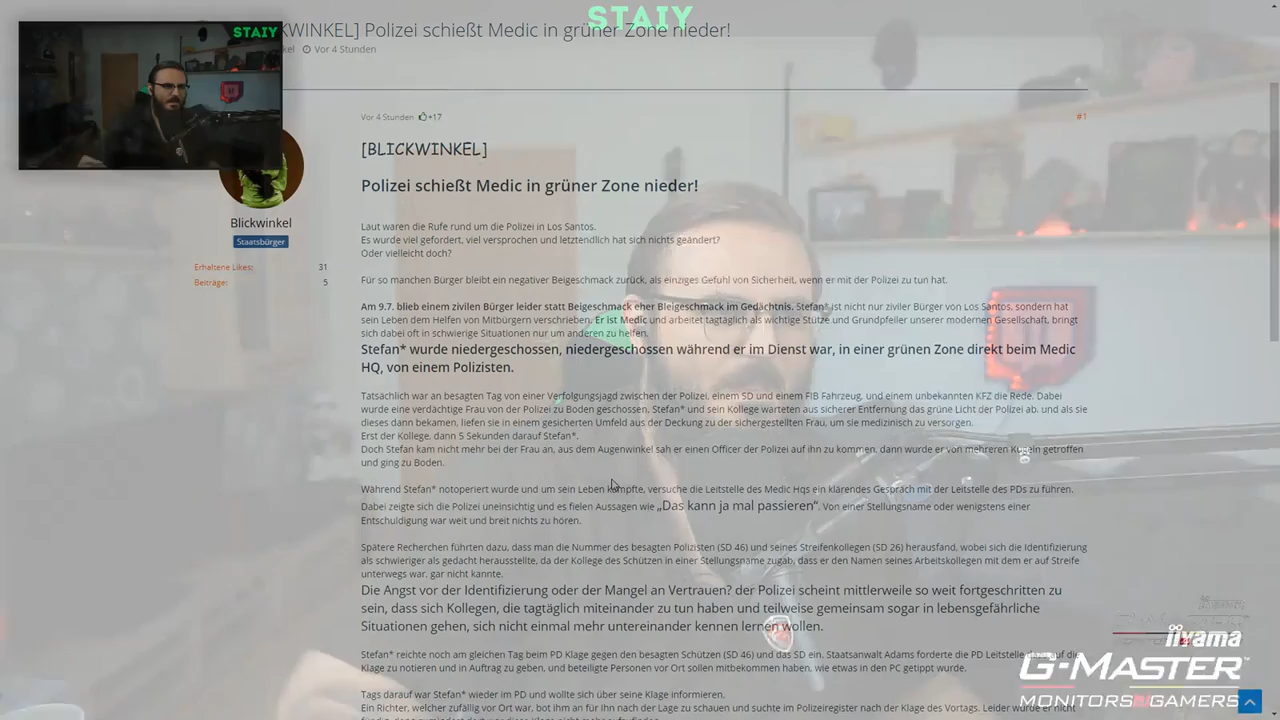 STAIY
STAIY
KWINKEL] Polizei schießt Medic in grüner Zone nieder!
kel Vor 4 Stunden
Vor 4 Stunden +17
#1
[BLICKWINKEL]
Polizei schießt Medic in grüner Zone nieder!
Blickwinkel
Staatsbürger
Erhaltene Likes: 31
Beiträge: 5
Laut waren die Rufe rund um die Polizei in Los Santos.
Es wurde viel gefordert, viel versprochen und letztendlich hat sich nichts geändert?
Oder vielleicht doch?
Für so manchen Bürger bleibt ein negativer Beigeschmack zurück, als einziges Gefühl von Sicherheit, wenn er mit der Polizei zu tun hat.
Am 9.7. blieb einem zivilen Bürger leider statt Beigeschmack eher Bleigeschmack im Gedächtnis. Stefan* ist nicht nur ziviler Bürger von Los Santos, sondern hat
sein Leben dem Helfen von Mitbürgern verschrieben. Er ist Medic und arbeitet tagtäglich als wichtige Stütze und Grundpfeiler unserer modernen Gesellschaft, bringt
sich dabei oft in schwierige Situationen nur um anderen zu helfen.
Stefan* wurde niedergeschossen, niedergeschossen während er im Dienst war, in einer grünen Zone direkt beim Medic
HQ, von einem Polizisten.
Tatsächlich war an besagten Tag von einer Verfolgungsjagd zwischen der Polizei, einem SD und einem FIB Fahrzeug, und einem unbekannten KFZ die Rede. Dabei
wurde eine verdächtige Frau von der Polizei zu Boden geschossen, Stefan* und sein Kollege warteten aus sicherer Entfernung das grüne Licht der Polizei ab, und als sie
dieses dann bekamen, liefen sie in einem gesicherten Umfeld aus der Deckung zu der sichergestellten Frau, um sie medizinisch zu versorgen.
Erst der Kollege, dann 5 Sekunden darauf Stefan*.
Doch Stefan kam nicht mehr bei der Frau an, aus dem Augenwinkel sah er einen Officer der Polizei auf ihn zu kommen, dann wurde er von mehreren Kugeln getroffen
und ging zu Boden.
Während Stefan* notoperiert wurde und um sein Leben kämpfte, versuche die Leitstelle des Medic Hqs ein klärendes Gespräch mit der Leitstelle des PDs zu führen.
Dabei zeigte sich die Polizei uneinsichtig und es fielen Aussagen wie „Das kann ja mal passieren“. Von einer Stellungsname oder wenigstens einer
Entschuldigung war weit und breit nichts zu hören.
Spätere Recherchen führten dazu, dass man die Nummer des besagten Polizisten (SD 46) und seines Streifenkollegen (SD 26) herausfand, wobei sich die Identifizierung
als schwieriger als gedacht herausstellte, da der Kollege des Schützen in einer Stellungsname zugab, dass er den Namen seines Arbeitskollegen mit dem er auf Streife
unterwegs war, gar nicht kannte.
Die Angst vor der Identifizierung oder der Mangel an Vertrauen? der Polizei scheint mittlerweile so weit fortgeschritten zu
sein, dass sich Kollegen, die tagtäglich miteinander zu tun haben und teilweise gemeinsam sogar in lebensgefährliche
Situationen gehen, sich nicht einmal mehr untereinander kennen lernen wollen.
Stefan* reichte noch am gleichen Tag beim PD Klage gegen den besagten Schützen (SD 46) und das SD ein. Staatsanwalt Adams forderte die PD Leitstelle auf die
Klage zu notieren und in Auftrag zu geben, und beteiligte Personen vor Ort sollen mitbekommen haben, wie etwas in den PC getippt wurde.
Tags darauf war Stefan* wieder im PD und wollte sich über seine Klage informieren.
Ein Richter, welcher zufällig vor Ort war, bot ihm an für ihn nach der Lage zu schauen und suchte im Polizeiregister nach der Klage des Vortags. Leider wurde er nicht
iiyama
G-MASTER
MONITORS GAMERS